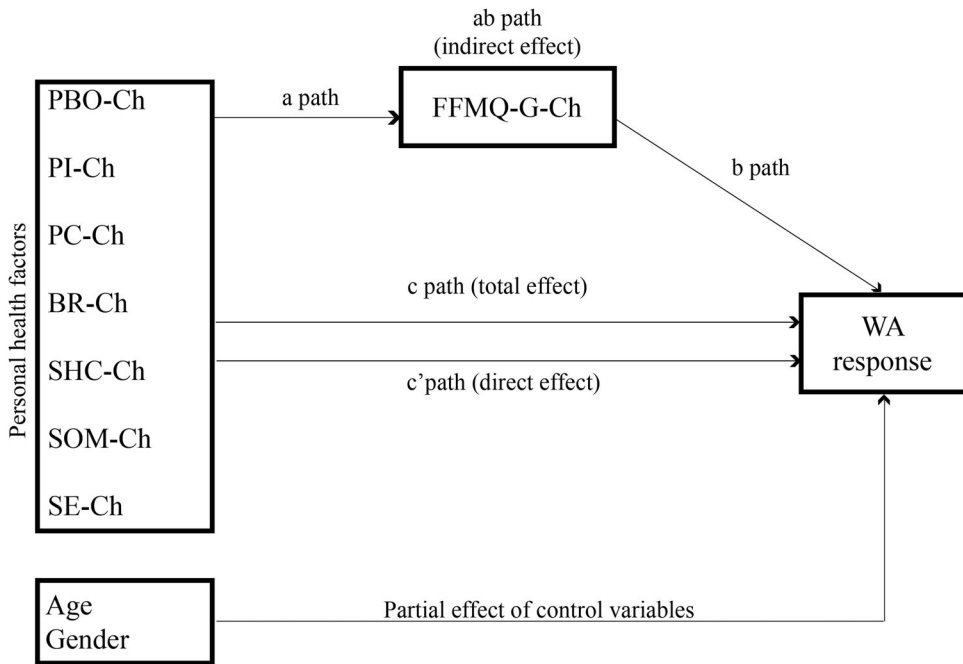 ab path
(indirect effect)
PBO-Ch
a path
FFMQ-G-Ch
PI-Ch
b path
PC-Ch
Personal health factors
BR-Ch
c path (total effect)
WA
response
SHC-Ch
c’path (direct effect)
SOM-Ch
SE-Ch
Age
Gender
Partial effect of control variables